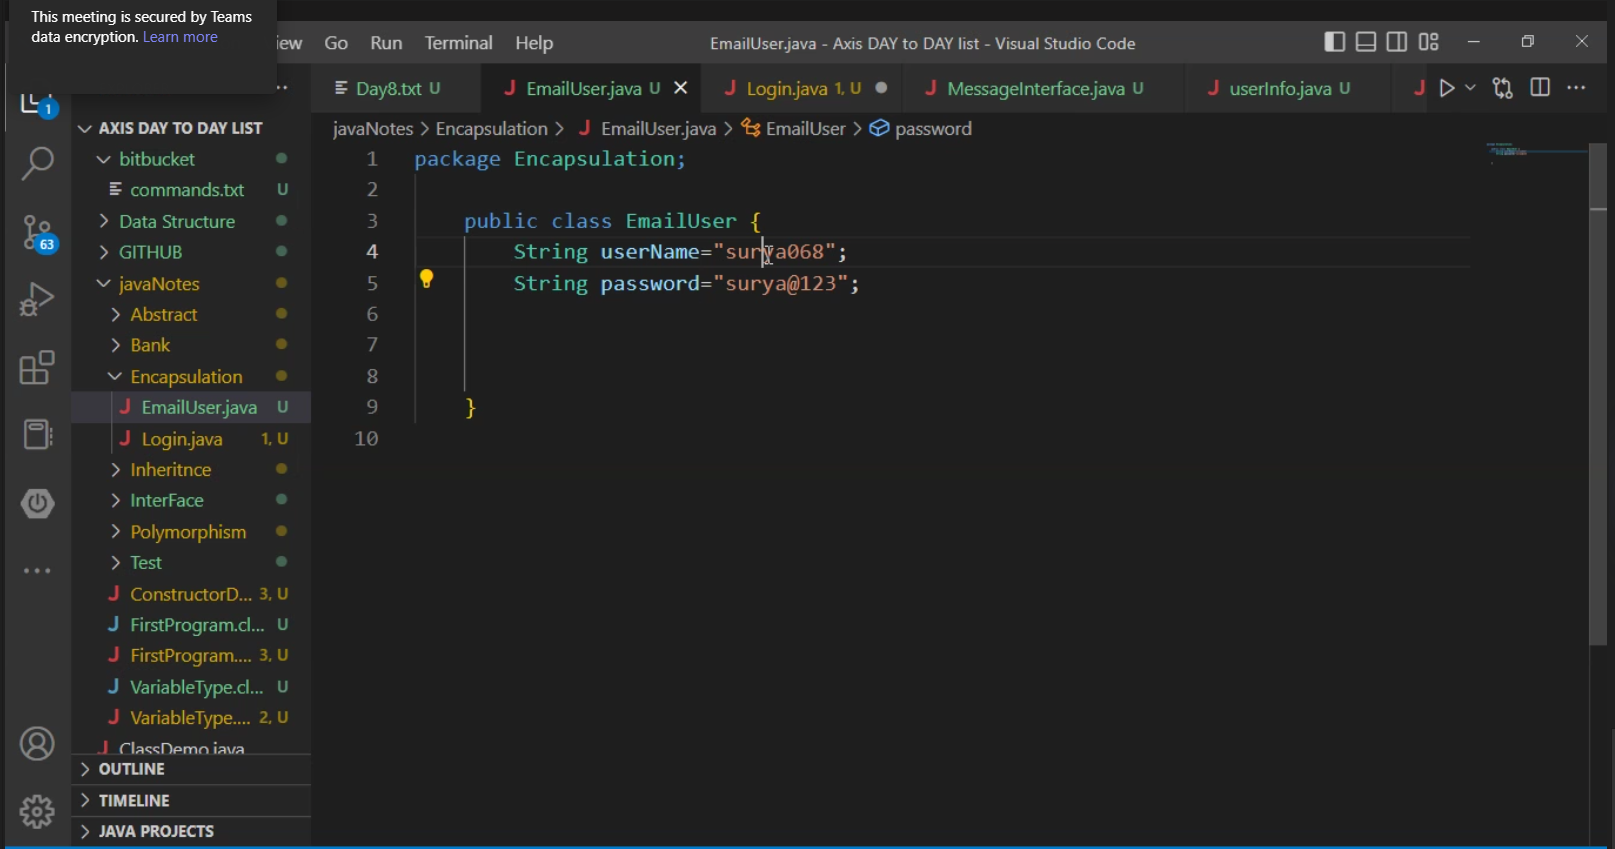 This meeting is secured by Teams
data encryption. Learn more
iew Go Run Terminal Help
EmailUser.java - Axis DAY to DAY list - Visual Studio Code
Day8.txt U
EmailUser.java U
Login.java 1, U
MessageInterface.java U
userInfo.java U
javaNotes > Encapsulation > EmailUser.java > EmailUser > password
1
63
AXIS DAY TO DAY LIST
bitbucket
commands.txt U
Data Structure
GITHUB
javaNotes
Abstract
Bank
Encapsulation
EmailUser.java U
Login.java 1, U
Inheritnce
InterFace
Polymorphism
Test
ConstructorD... 3, U
FirstProgram.cl... U
FirstProgram.... 3, U
VariableType.cl... U
VariableType.... 2, U
ClassDemo.java
OUTLINE
TIMELINE
JAVA PROJECTS
1 package Encapsulation;
2
3 public class EmailUser {
4 String userName="surya068";
5 String password="surya@123";
6
7
8
9 }
10